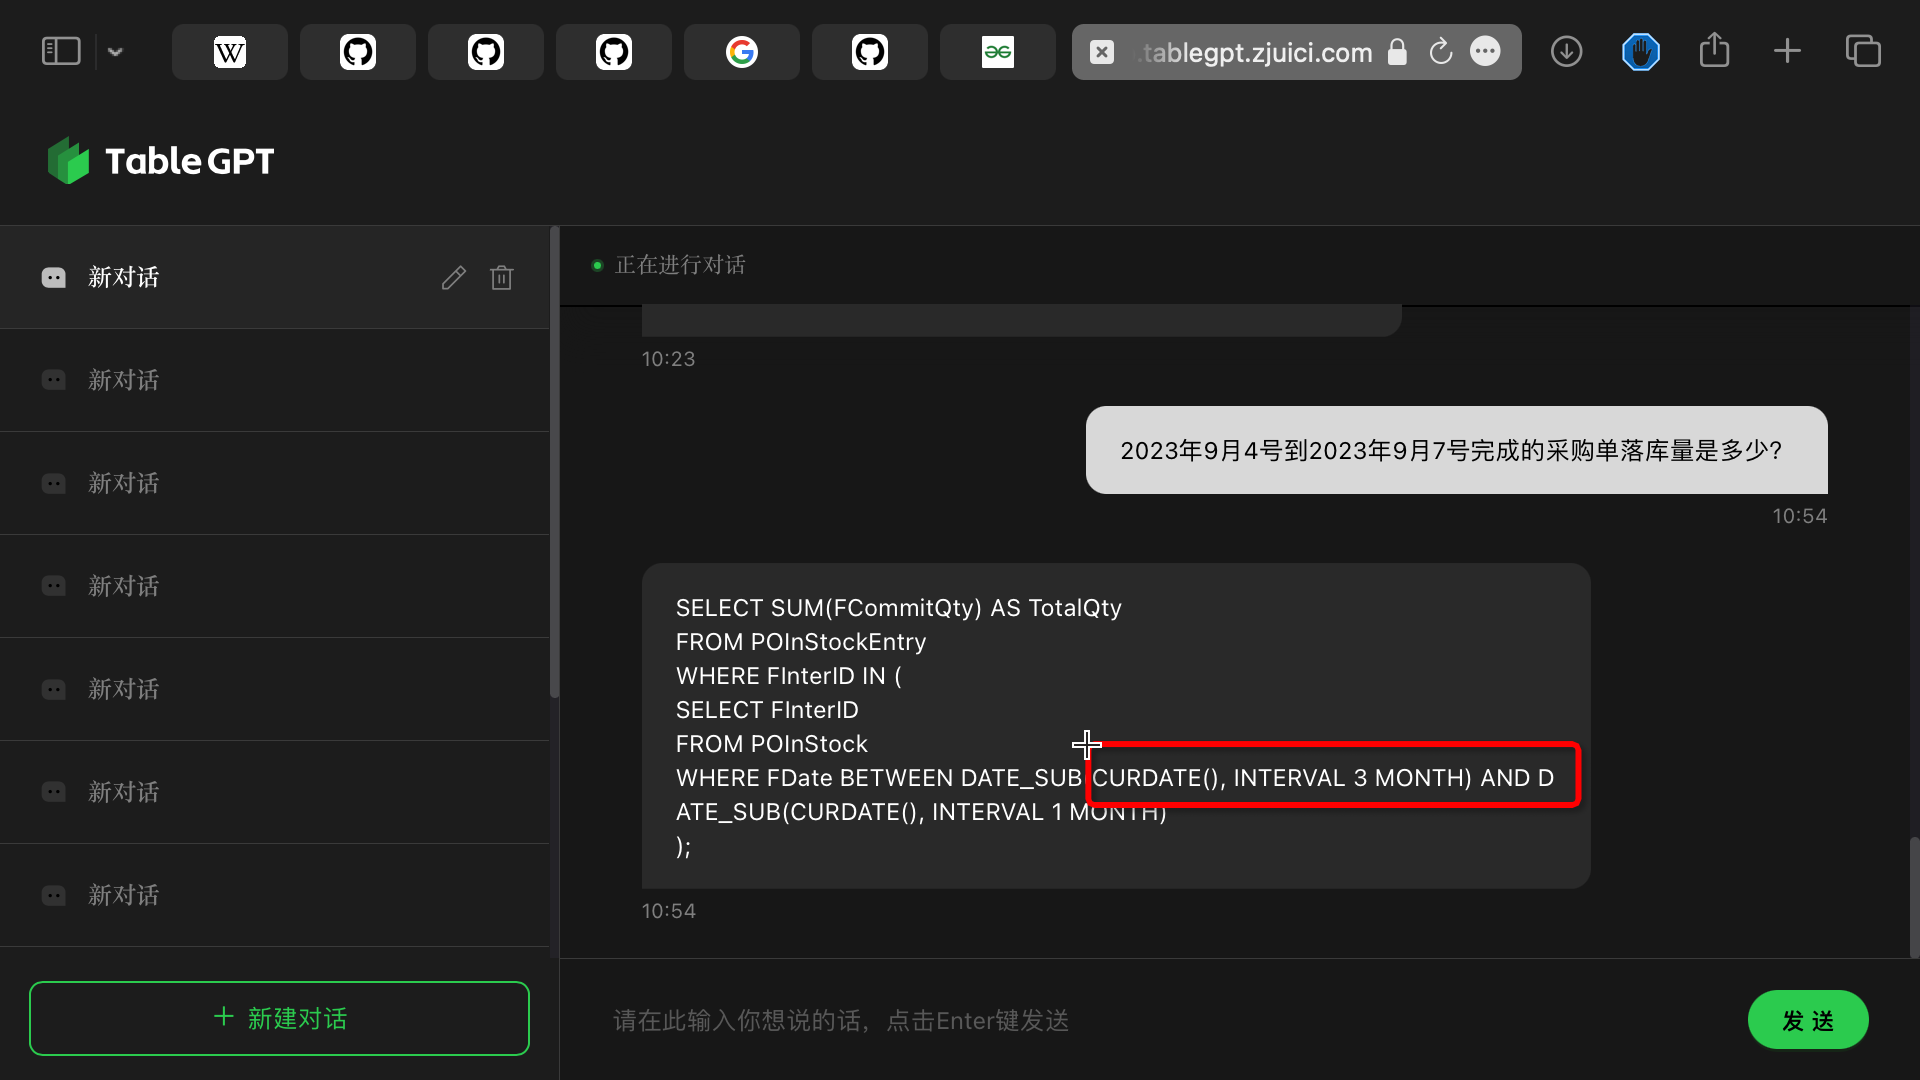 .tablegpt.zjuici.com
Table GPT
新对话
正在进行对话
新对话
新对话
新对话
新对话
新对话
新对话
10:23
2023年9月4号到2023年9月7号完成的采购单落库量是多少?
10:54
SELECT SUM(FCommitQty) AS TotalQty
FROM POInStockEntry
WHERE FInterID IN (
SELECT FInterID
FROM POInStock
WHERE FDate BETWEEN DATE_SUB(CURDATE(), INTERVAL 3 MONTH) AND D
ATE_SUB(CURDATE(), INTERVAL 1 MONTH)
);
10:54
+ 新建对话
请在此输入你想说的话，点击Enter键发送
发 送